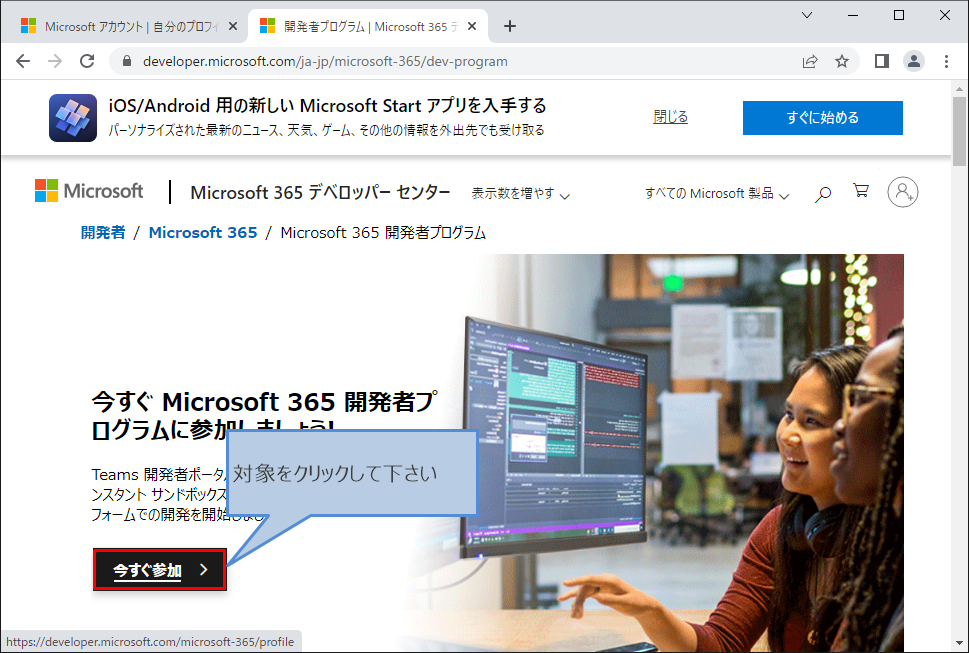 Microsoft アカウント | 自分のプロフィ
開発者プログラム | Microsoft 365 デ
developer.microsoft.com/ja-jp/microsoft-365/dev-program
iOS/Android 用の新しい Microsoft Start アプリを入手する
パーソナライズされた最新のニュース、天気、ゲーム、その他の情報を外出先でも受け取る
閉じる
すぐに始める
Microsoft
Microsoft 365 デベロッパー センター
表示数を増やす
すべての Microsoft 製品
開発者 / Microsoft 365 / Microsoft 365 開発者プログラム
今すぐ Microsoft 365 開発者プ
ログラムに参加しましょう!
対象をクリックして下さい
Teams 開発者ポータ
ンスタント サンドボックス
フォームでの開発を開始しまし
今すぐ参加
https://developer.microsoft.com/microsoft-365/profile